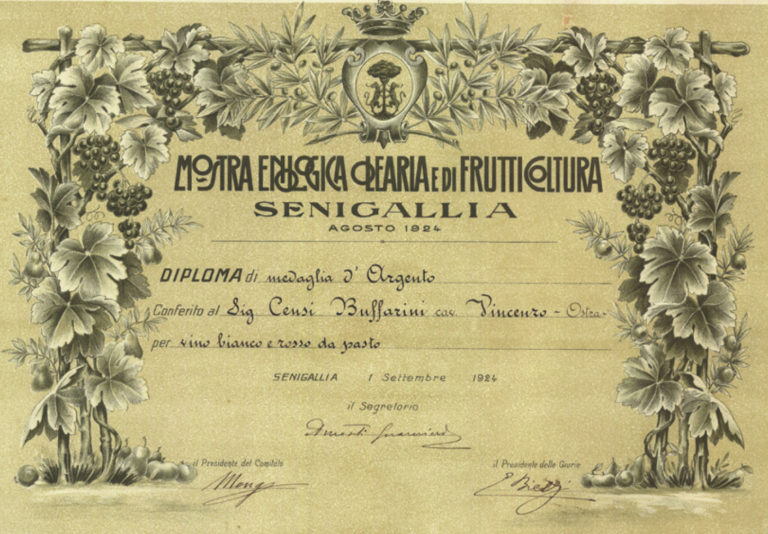 MOSTRA ENOLOGICA OLEARIA E DI FRUTTICOLTURA
SENIGALLIA
AGOSTO 1924
DIPLOMA di medaglia d'Argento
Conferito al Sig Censi Buffarini cav. Vincenzo - Ostra -
per vino bianco e rosso da pasto
SENIGALLIA 1 Settembre 1924
il Segretario
il Presidente del Comitato
il Presidente della Giuria